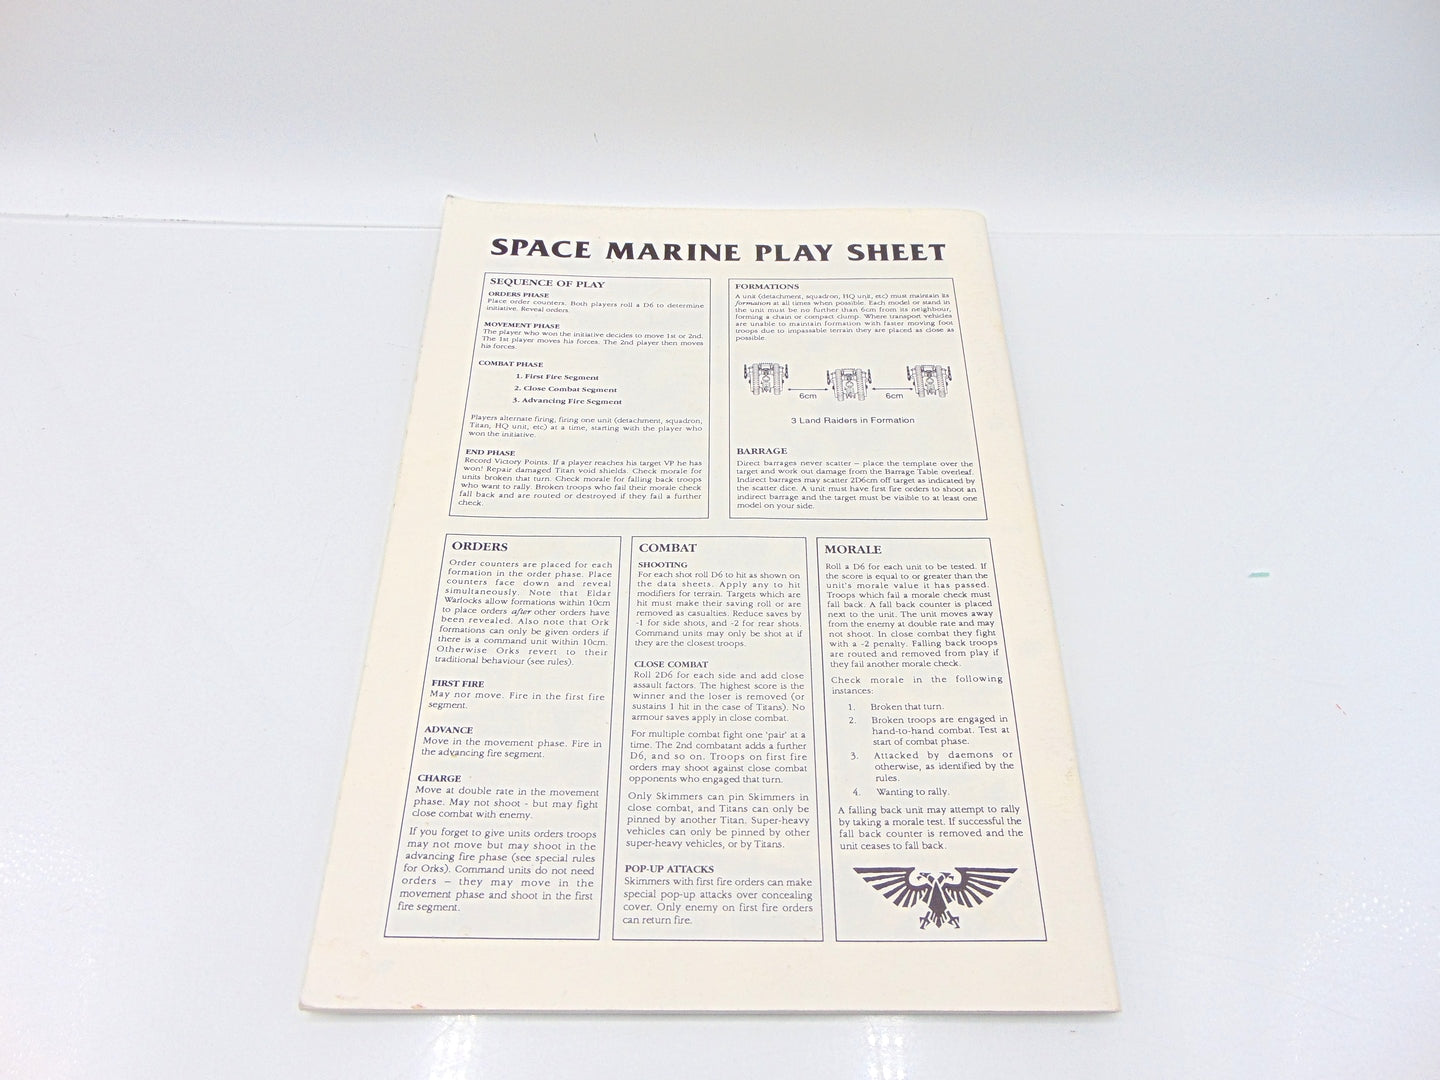 SPACE MARINE PLAY SHEET
SEQUENCE OF PLAY
ORDERS PHASE
Place order counters. Both players roll a D6 to determine
initiative. Reveal orders.
MOVEMENT PHASE
The player who won the initiative decides to move 1st or 2nd.
The 1st player moves his forces. The 2nd player then moves
his forces.
COMBAT PHASE
1. First Fire Segment
2. Close Combat Segment
3. Advancing Fire Segment
Players alternate firing, firing one unit (detachment, squadron,
Titan, HQ unit, etc) at a time, starting with the player who
won the initiative.
END PHASE
Record Victory Points. If a player reaches his target VP he has
won! Repair damaged Titan void shields. Check morale for
units broken that turn. Check morale for falling back troops
who want to rally. Broken troops who fail their morale check
fall back and are routed or destroyed if they fail a further
check.
FORMATIONS
A unit (detachment, squadron, HQ unit, etc) must maintain its
formation at all times when possible. Each model or stand in
the unit must be no further than 6cm from its neighbour,
forming a chain or compact clump. Where transport vehicles
are unable to maintain formation with faster moving foot
troops due to impassable terrain they are placed as close as
possible.
6cm 6cm
3 Land Raiders in Formation
BARRAGE
Direct barrages never scatter – place the template over the
target and work out damage from the Barrage Table overleaf.
Indirect barrages may scatter 2D6cm off target as indicated by
the scatter dice. A unit must have first fire orders to shoot an
indirect barrage and the target must be visible to at least one
model on your side.
ORDERS
Order counters are placed for each
formation in the order phase. Place
counters face down and reveal
simultaneously. Note that Eldar
Warlocks allow formations within 10cm
to place orders after other orders have
been revealed. Also note that Ork
formations can only be given orders if
there is a command unit within 10cm.
Otherwise Orks revert to their
traditional behaviour (see rules).
FIRST FIRE
May nor move. Fire in the first fire
segment.
ADVANCE
Move in the movement phase. Fire in
the advancing fire segment.
CHARGE
Move at double rate in the movement
phase. May not shoot - but may fight
close combat with enemy.
If you forget to give units orders troops
may not move but may shoot in the
advancing fire phase (see special rules
for Orks). Command units do not need
orders – they may move in the
movement phase and shoot in the first
fire segment.
COMBAT
SHOOTING
For each shot roll D6 to hit as shown on
the data sheets. Apply any to hit
modifiers for terrain. Targets which are
hit must make their saving roll or are
removed as casualties. Reduce saves by
-1 for side shots, and -2 for rear shots.
Command units may only be shot at if
they are the closest troops.
CLOSE COMBAT
Roll 2D6 for each side and add close
assault factors. The highest score is the
winner and the loser is removed (or
sustains 1 hit in the case of Titans). No
armour saves apply in close combat.
For multiple combat fight one 'pair' at a
time. The 2nd combatant adds a further
D6, and so on. Troops on first fire
orders may shoot against close combat
opponents who engaged that turn.
Only Skimmers can pin Skimmers in
close combat, and Titans can only be
pinned by another Titan. Super-heavy
vehicles can only be pinned by other
super-heavy vehicles, or by Titans.
POP-UP ATTACKS
Skimmers with first fire orders can make
special pop-up attacks over concealing
cover. Only enemy on first fire orders
can return fire.
MORALE
Roll a D6 for each unit to be tested. If
the score is equal to or greater than the
unit's morale value it has passed.
Troops which fail a morale check must
fall back. A fall back counter is placed
next to the unit. The unit moves away
from the enemy at double rate and may
not shoot. In close combat they fight
with a -2 penalty. Falling back troops
are routed and removed from play if
they fail another morale check.
Check morale in the following
instances:
1. Broken that turn.
2. Broken troops are engaged in
hand-to-hand combat. Test at
start of combat phase.
3. Attacked by daemons or
otherwise, as identified by the
rules.
4. Wanting to rally.
A falling back unit may attempt to rally
by taking a morale test. If successful the
fall back counter is removed and the
unit ceases to fall back.